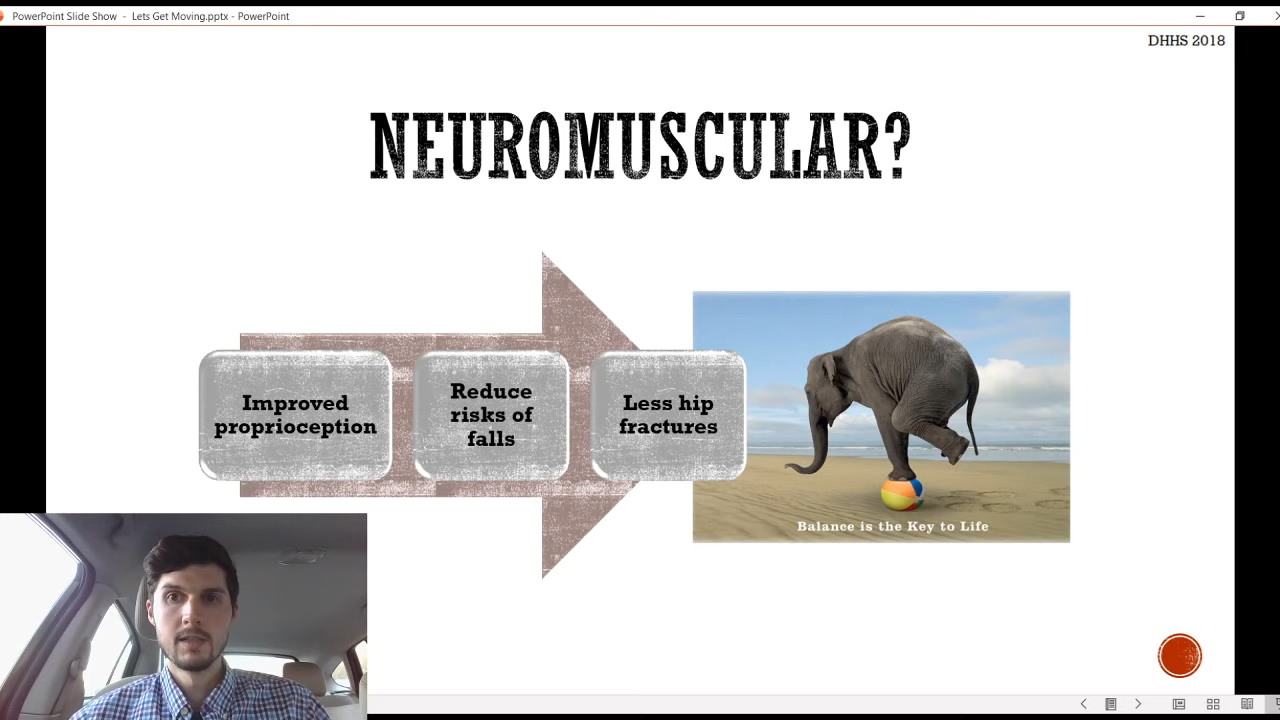 PowerPoint Slide Show - Lets Get Moving.pptx - PowerPoint
DHHS 2018
NEUROMUSCULAR?
Improved
proprioception
Reduce
risks of
falls
Less hip
fractures
Balance is the Key to Life